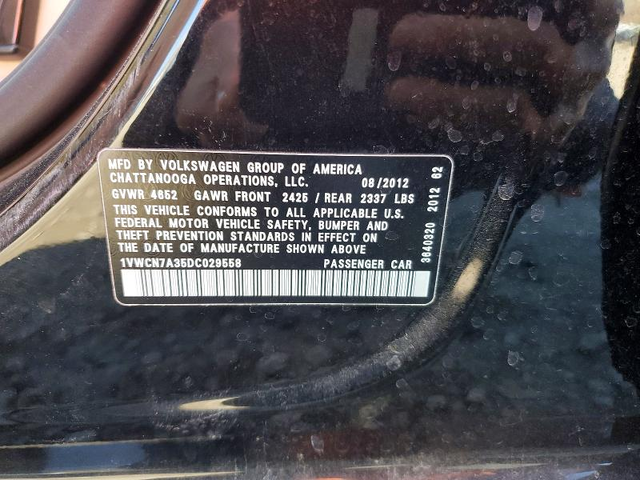 MFD BY VOLKSWAGEN GROUP OF AMERICA
CHATTANOOGA OPERATIONS, LLC. 08/2012
GVWR 4652 GAWR FRONT 2425 / REAR 2337 LBS
THIS VEHICLE CONFORMS TO ALL APPLICABLE U.S.
FEDERAL MOTOR VEHICLE SAFETY, BUMPER AND
THEFT PREVENTION STANDARDS IN EFFECT ON
THE DATE OF MANUFACTURE SHOWN ABOVE
1VWCN7A35DC029558 PASSENGER CAR
3640320 2012 62